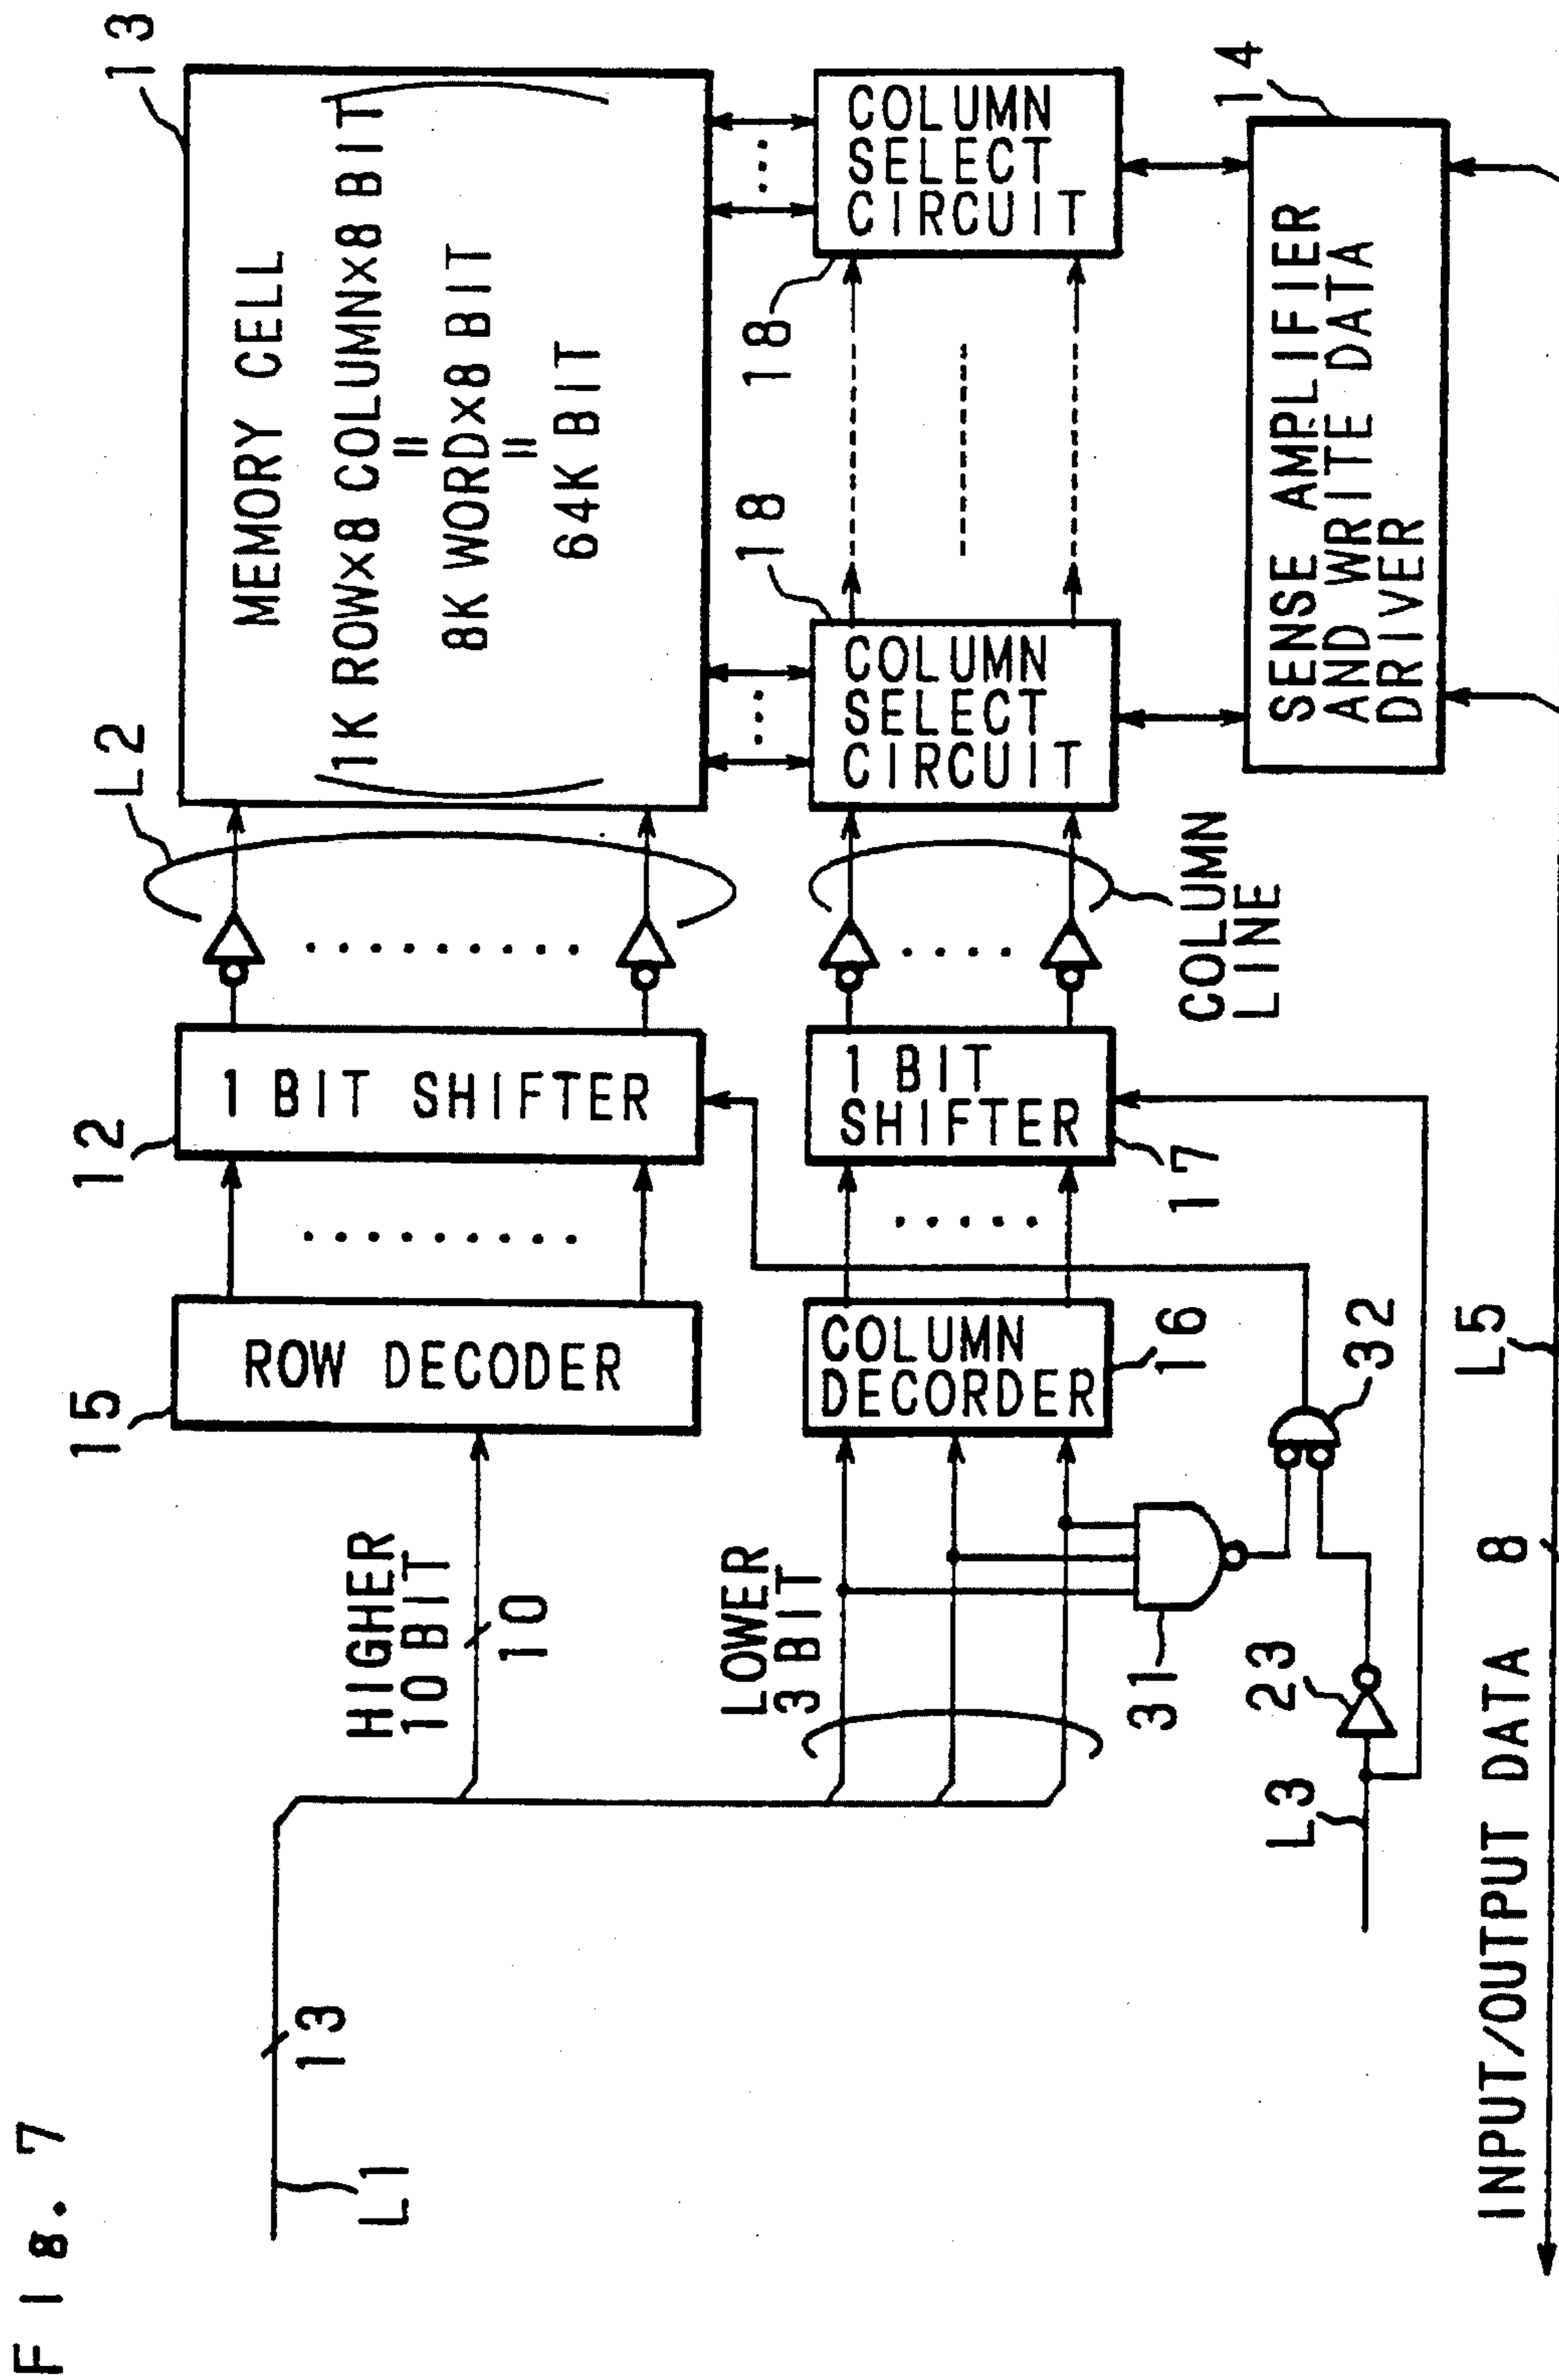 FIG. 7
L1
13
HIGHER
10 BIT
10
LOWER
3 BIT
15
ROW DECODER
12
1 BIT SHIFTER
L2
13
MEMORY CELL
1K ROW×8 COLUMN×8 BIT
=
8K WORD×8 BIT
=
64K BIT
COLUMN
DECORDER
16
1 BIT
SHIFTER
17
COLUMN
LINE
18
COLUMN
SELECT
CIRCUIT
18
COLUMN
SELECT
CIRCUIT
31
23
32
L3
14
SENSE AMPLIFIER
AND WRITE DATA
DRIVER
INPUT/OUTPUT DATA
8
L5